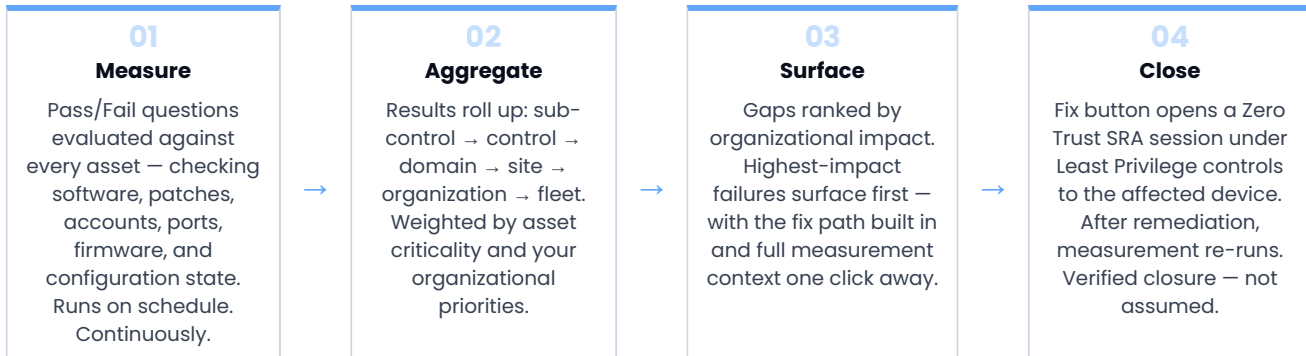 01
Measure
Pass/Fail questions
evaluated against
every asset — checking
software, patches,
accounts, ports,
firmware, and
configuration state.
Runs on schedule.
Continuously.
→
02
Aggregate
Results roll up: sub-
control → control →
domain → site →
organization → fleet.
Weighted by asset
criticality and your
organizational
priorities.
→
03
Surface
Gaps ranked by
organizational impact.
Highest-impact
failures surface first —
with the fix path built in
and full measurement
context one click away.
→
04
Close
Fix button opens a Zero
Trust SRA session under
Least Privilege controls
to the affected device.
After remediation,
measurement re-runs.
Verified closure — not
assumed.